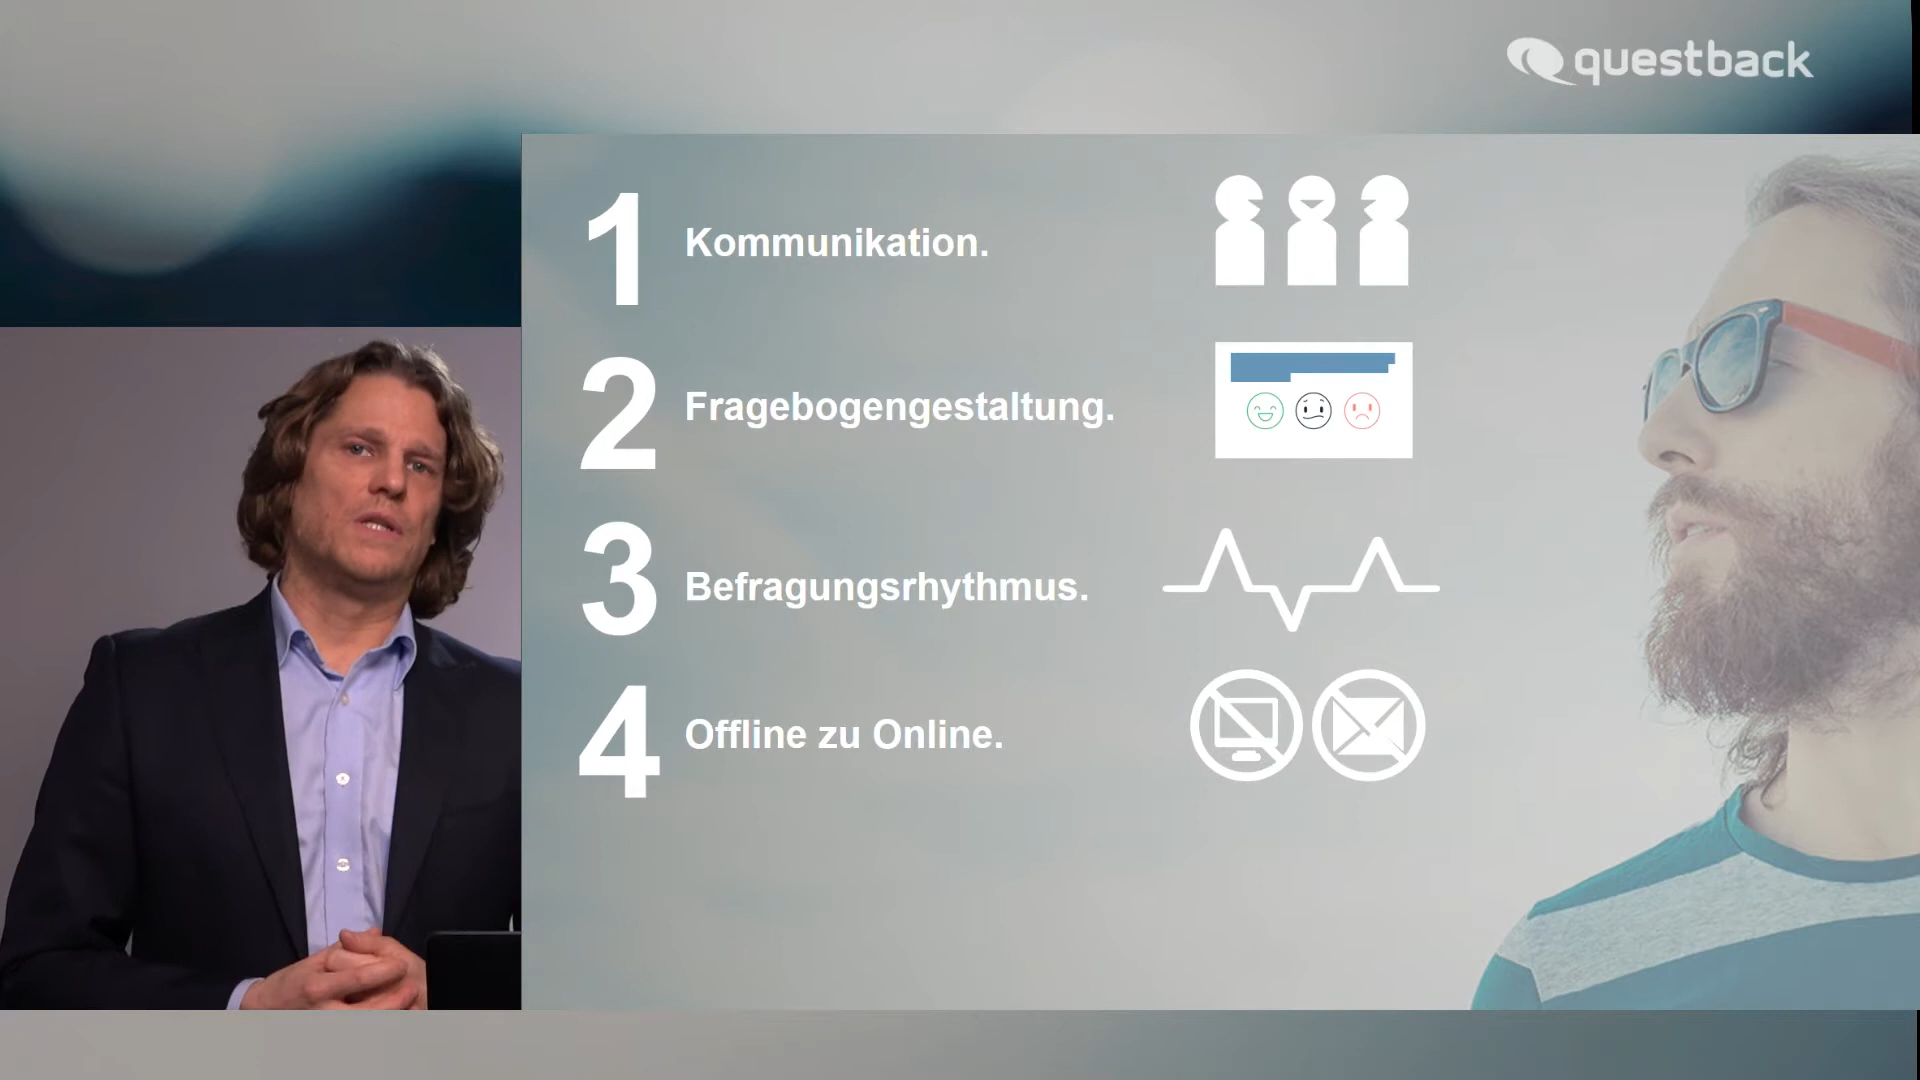 questback
1 Kommunikation.
2 Fragebogengestaltung.
3 Befragungsrhythmus.
4 Offline zu Online.